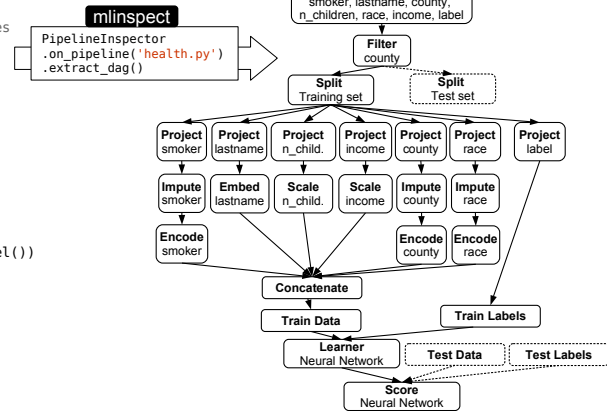 es
mlinspect
PipelineInspector
.on_pipeline('health.py')
.extract_dag()
smoker, lastname, county,
n_children, race, income, label
Filter
county
Split
Training set
Split
Test set
Project
smoker
Project
lastname
Project
n_child.
Project
income
Project
county
Project
race
Project
label
Impute
smoker
Embed
lastname
Scale
n_child.
Scale
income
Impute
county
Impute
race
Encode
smoker
Encode
county
Encode
race
el())
Concatenate
Train Data
Train Labels
Learner
Neural Network
Test Data
Test Labels
Score
Neural Network